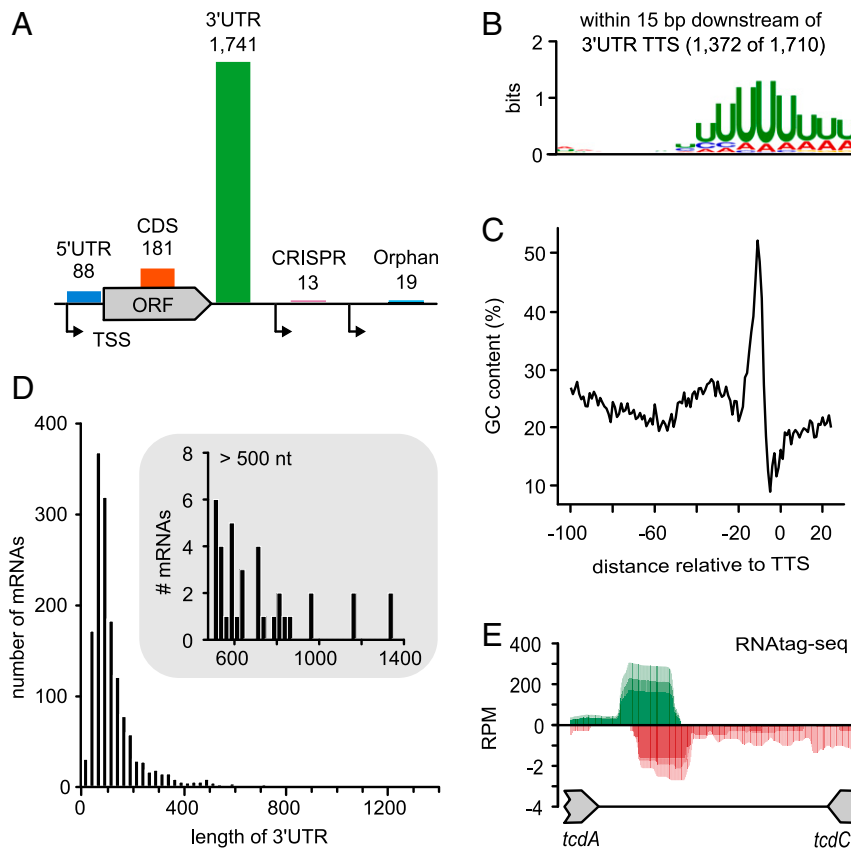 A
3'UTR
1,741
CDS
181
5'UTR
88
CRISPR
13
Orphan
19
ORF
TSS
B
within 15 bp downstream of
3'UTR TTS (1,372 of 1,710)
2
1
0
bits
C
50
40
30
20
10
GC content (%)
-100
-60
-20
0
20
distance relative to TTS
D
400
300
200
100
0
number of mRNAs
0
400
800
1200
length of 3'UTR
> 500 nt
8
6
4
2
0
# mRNAs
600
1000
1400
E
RNAtag-seq
400
200
0
-2
-4
RPM
tcdA
tcdC